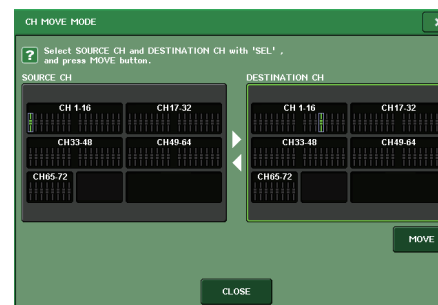 CH MOVE MODE
? Select SOURCE CH and DESTINATION CH with 'SEL' ,
and press MOVE button.
SOURCE CH
DESTINATION CH
CH 1-16 CH17-32
CH33-48 CH49-64
CH65-72
CH 1-16 CH17-32
CH33-48 CH49-64
CH65-72
MOVE
CLOSE